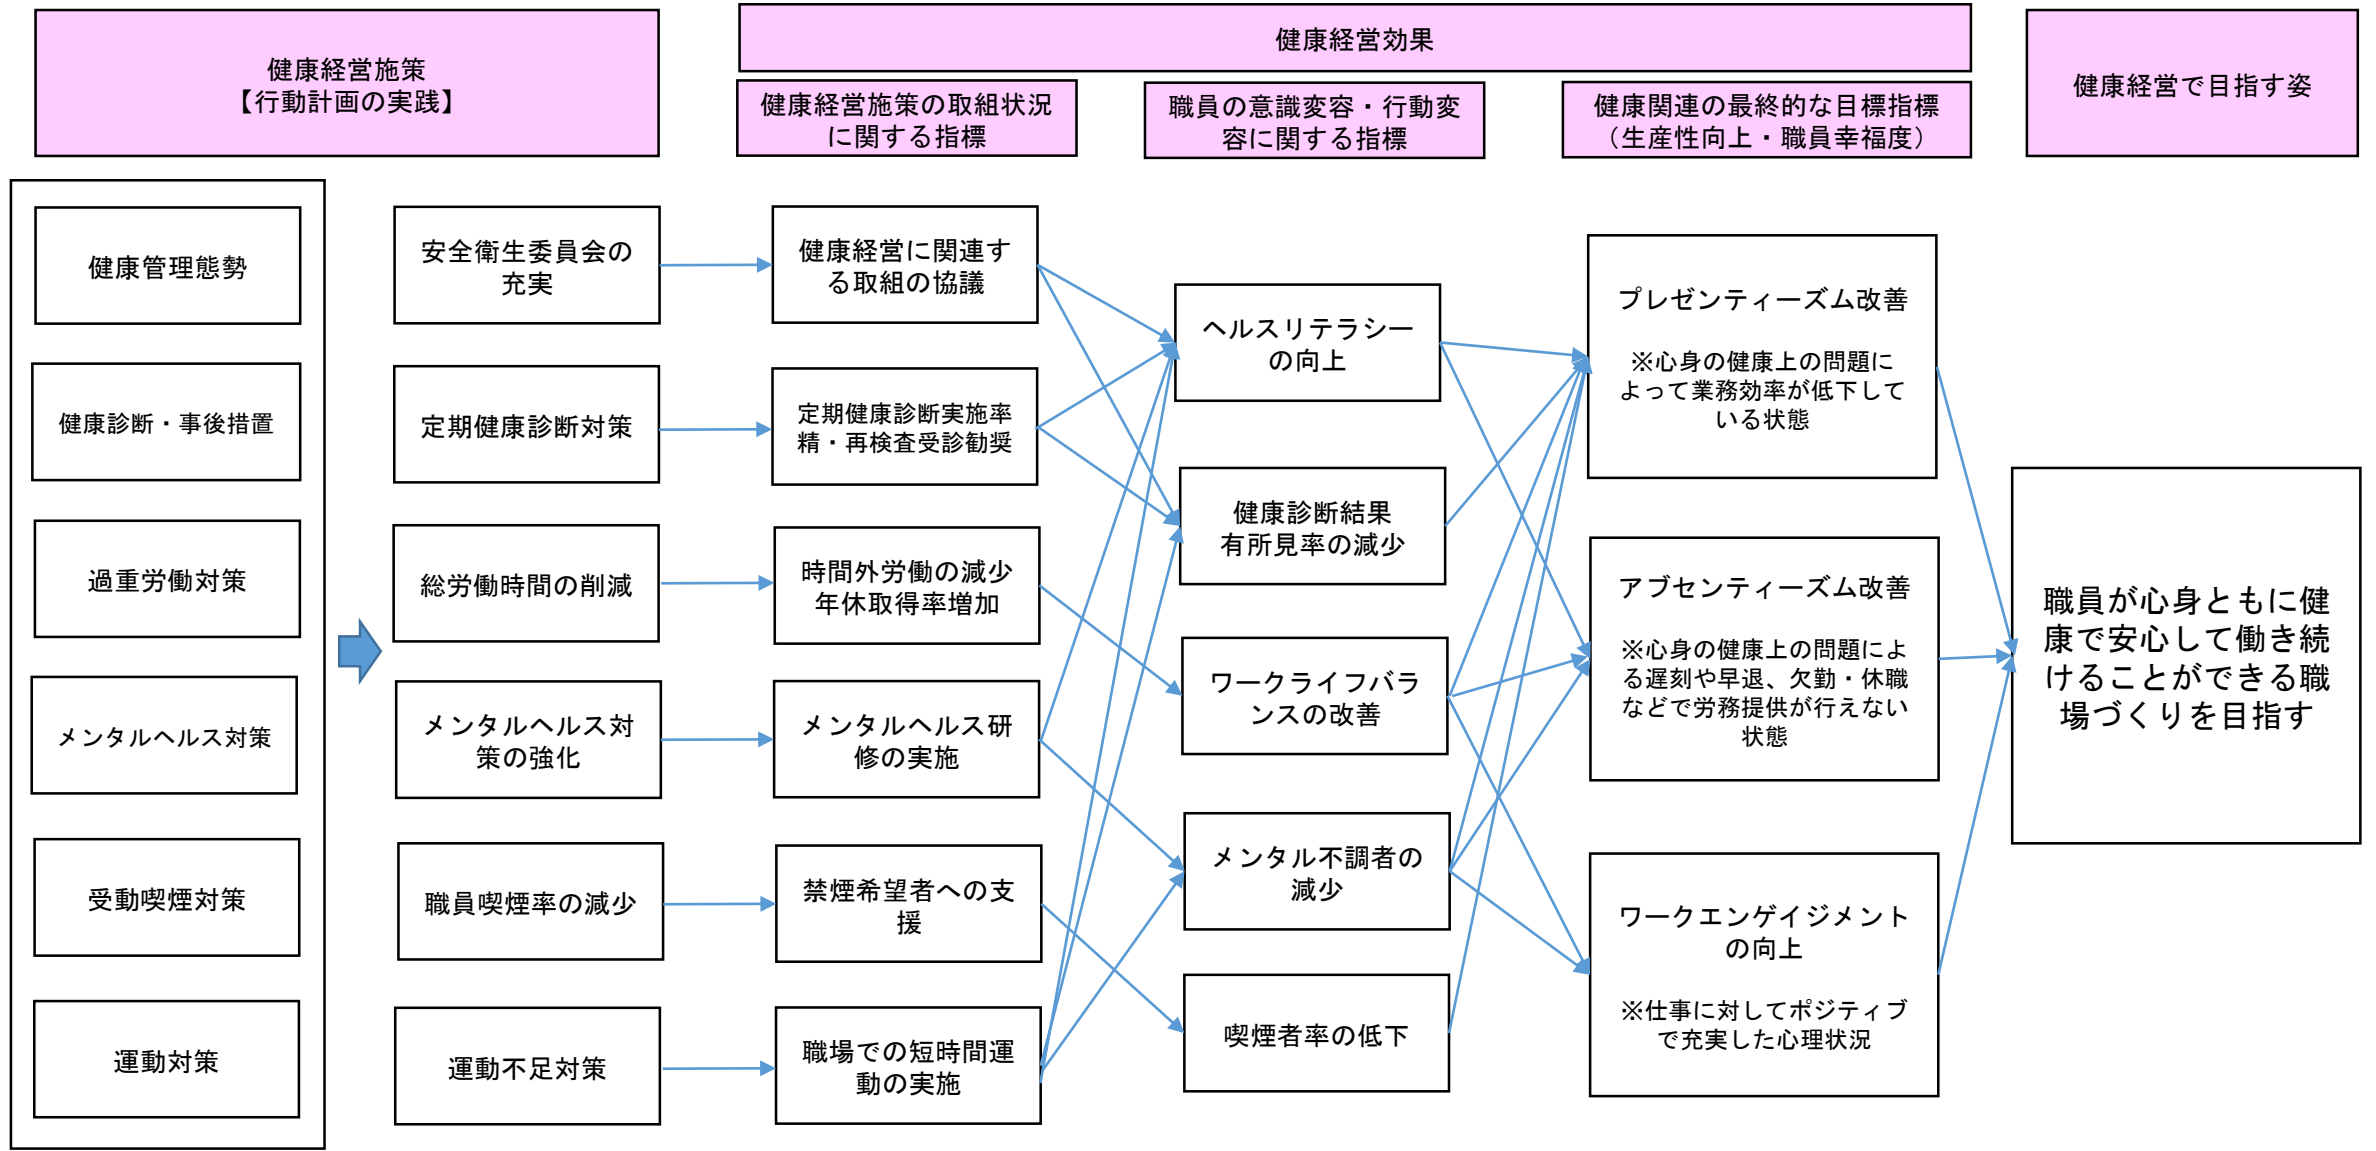 健康経営施策
【行動計画の実践】
健康経営効果
健康経営で目指す姿
健康経営施策の取組状況
に関する指標
職員の意識変容・行動変
容に関する指標
健康関連の最終的な目標指標
（生産性向上・職員幸福度）
健康管理態勢
健康診断・事後措置
過重労働対策
メンタルヘルス対策
受動喫煙対策
運動対策
安全衛生委員会の
充実
定期健康診断対策
総労働時間の削減
メンタルヘルス対
策の強化
職員喫煙率の減少
運動不足対策
健康経営に関連す
る取組の協議
定期健康診断実施率
精・再検査受診勧奨
時間外労働の減少
年休取得率増加
メンタルヘルス研
修の実施
禁煙希望者への支
援
職場での短時間運
動の実施
ヘルスリテラシー
の向上
健康診断結果
有所見率の減少
ワークライフバラ
ンスの改善
メンタル不調者の
減少
喫煙者率の低下
プレゼンティーズム改善
※心身の健康上の問題に
よって業務効率が低下して
いる状態
アブセンティーズム改善
※心身の健康上の問題によ
る遅刻や早退、欠勤・休職
などで労務提供が行えない
状態
ワークエンゲイジメント
の向上
※仕事に対してポジティブ
で充実した心理状況
職員が心身ともに健
康で安心して働き続
けることができる職
場づくりを目指す